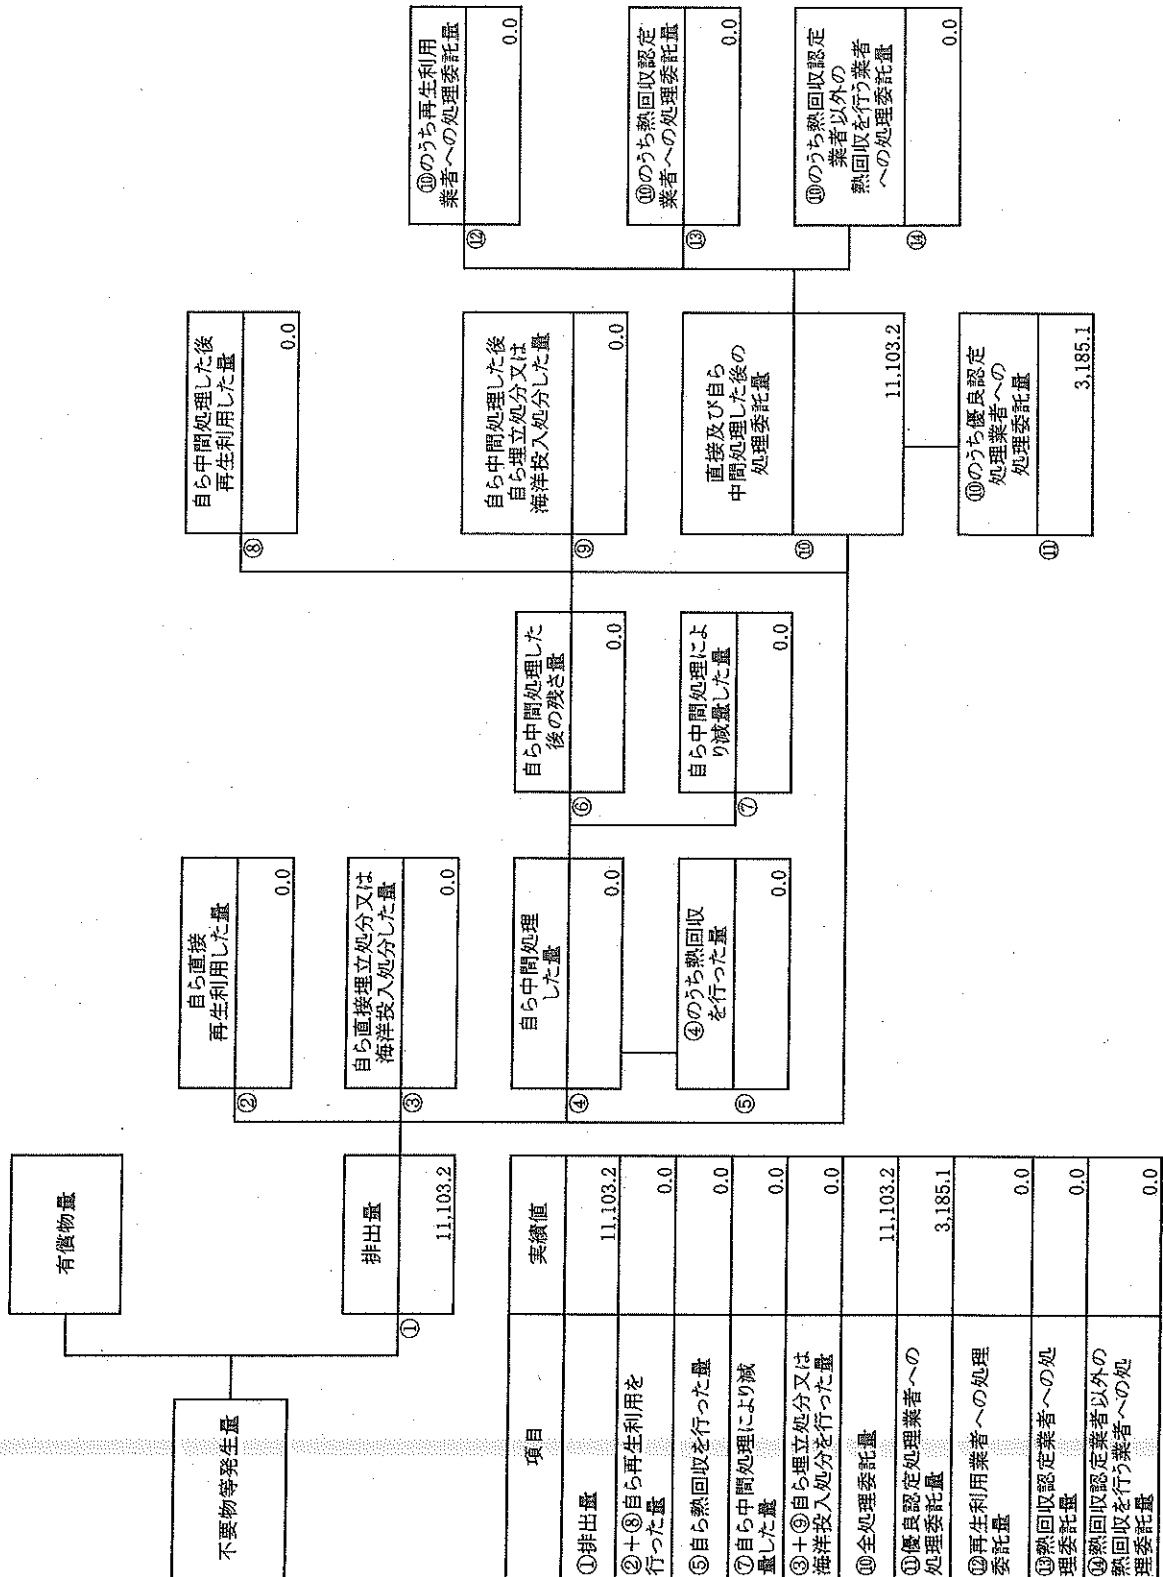 不要物等発生量
有償物量
①
排出量
11,103.2
②
自ら直接
再生利用した量
0.0
③
自ら直接埋立処分又は
海洋投入処分した量
0.0
④
自ら中間処理
した量
0.0
⑤
④のうち熱回収
を行った量
0.0
⑥
自ら中間処理した
後の残さ量
0.0
⑦
自ら中間処理によ
り減量した量
0.0
⑧
自ら中間処理した後
再生利用した量
0.0
⑨
自ら中間処理した後
自ら埋立処分又は
海洋投入処分した量
0.0
⑩
直接及び自ら
中間処理した後の
処理委託量
11,103.2
⑪
⑩のうち優良認定
処理業者への
処理委託量
3,185.1
⑫
⑩のうち再生利用
業者への処理委託量
0.0
⑬
⑩のうち熱回収認定
業者への処理委託量
0.0
⑭
⑩のうち熱回収認定
業者以外の
熱回収を行う業者
への処理委託量
0.0
項目 実績値
①排出量 11,103.2
②+⑧自ら再生利用を
行った量 0.0
⑤自ら熱回収を行った量 0.0
⑦自ら中間処理により減
量した量 0.0
③+⑨自ら埋立処分又は
海洋投入処分を行った量 0.0
⑩全処理委託量 11,103.2
⑪優良認定処理業者への
処理委託量 3,185.1
⑫再生利用業者への処理
委託量 0.0
⑬熱回収認定業者への処
理委託量 0.0
⑭熱回収認定業者以外の
熱回収を行う業者への処
理委託量 0.0